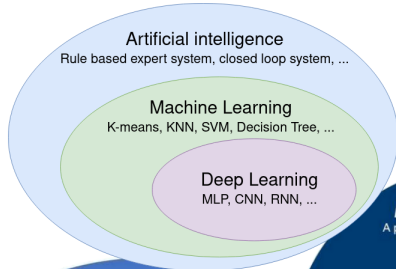 Artificial intelligence
Rule based expert system, closed loop system, ...
Machine Learning
K-means, KNN, SVM, Decision Tree, ...
Deep Learning
MLP, CNN, RNN, ...